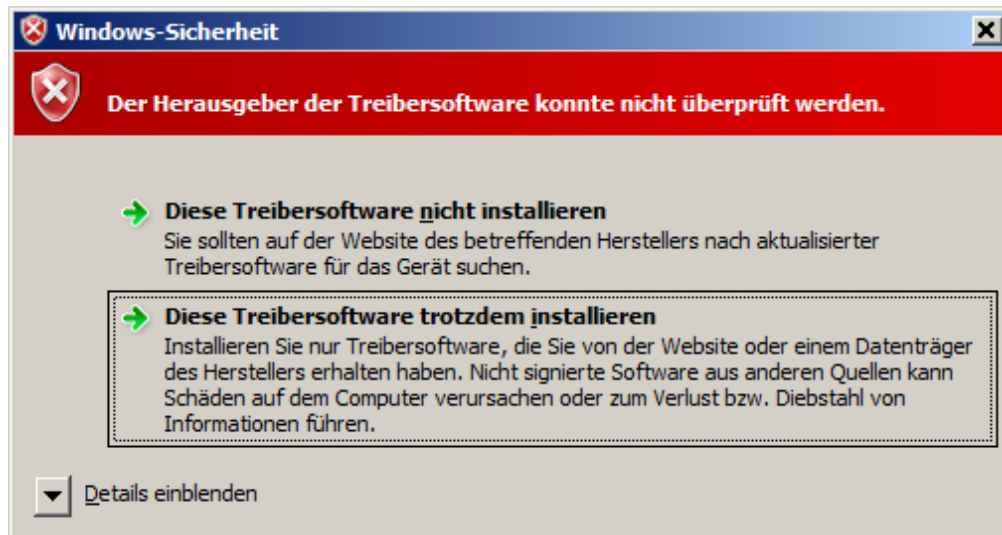 Windows-Sicherheit
Der Herausgeber der Treibersoftware konnte nicht überprüft werden.
Diese Treibersoftware nicht installieren
Sie sollten auf der Website des betreffenden Herstellers nach aktualisierter
Treibersoftware für das Gerät suchen.
Diese Treibersoftware trotzdem installieren
Installieren Sie nur Treibersoftware, die Sie von der Website oder einem Datenträger
des Herstellers erhalten haben. Nicht signierte Software aus anderen Quellen kann
Schäden auf dem Computer verursachen oder zum Verlust bzw. Diebstahl von
Informationen führen.
Details einblenden